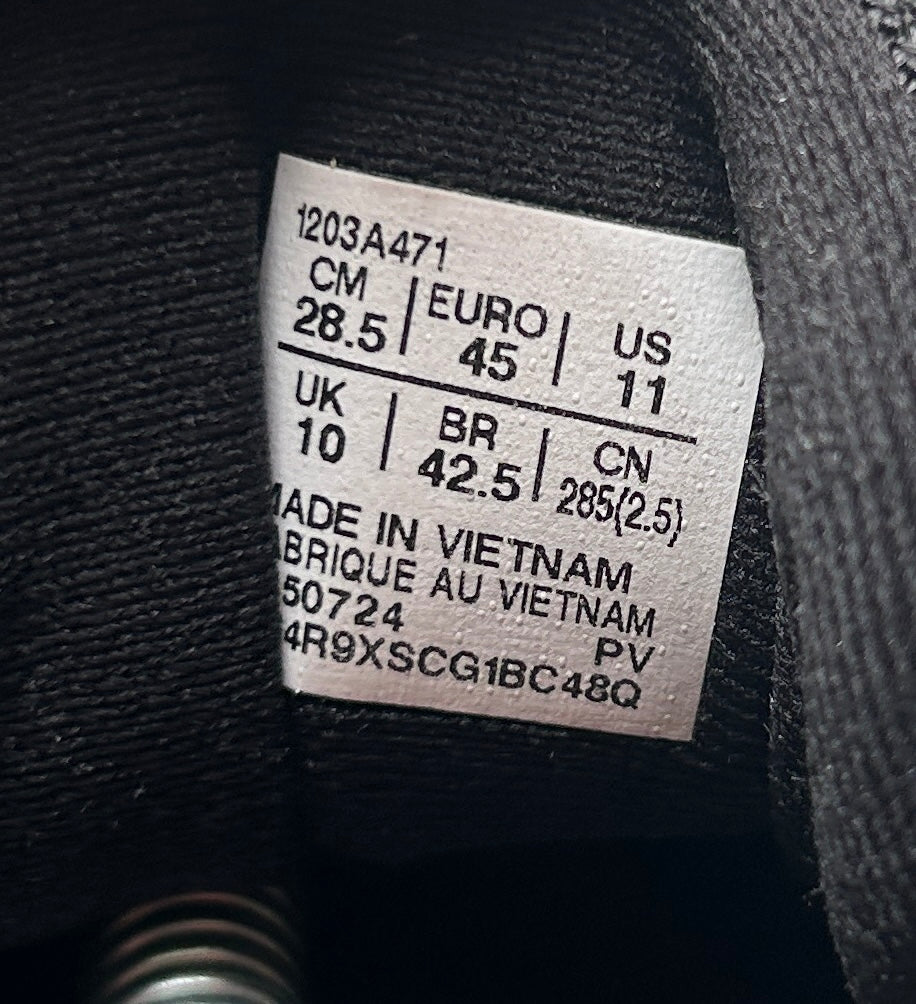 1203A471
CM | EURO | US
28.5 | 45 | 11
UK | BR | CN
10 | 42.5 | 285(2.5)
MADE IN VIETNAM
BRIQUE AU VIETNAM
50724 PV
4R9XSCG1BC48Q